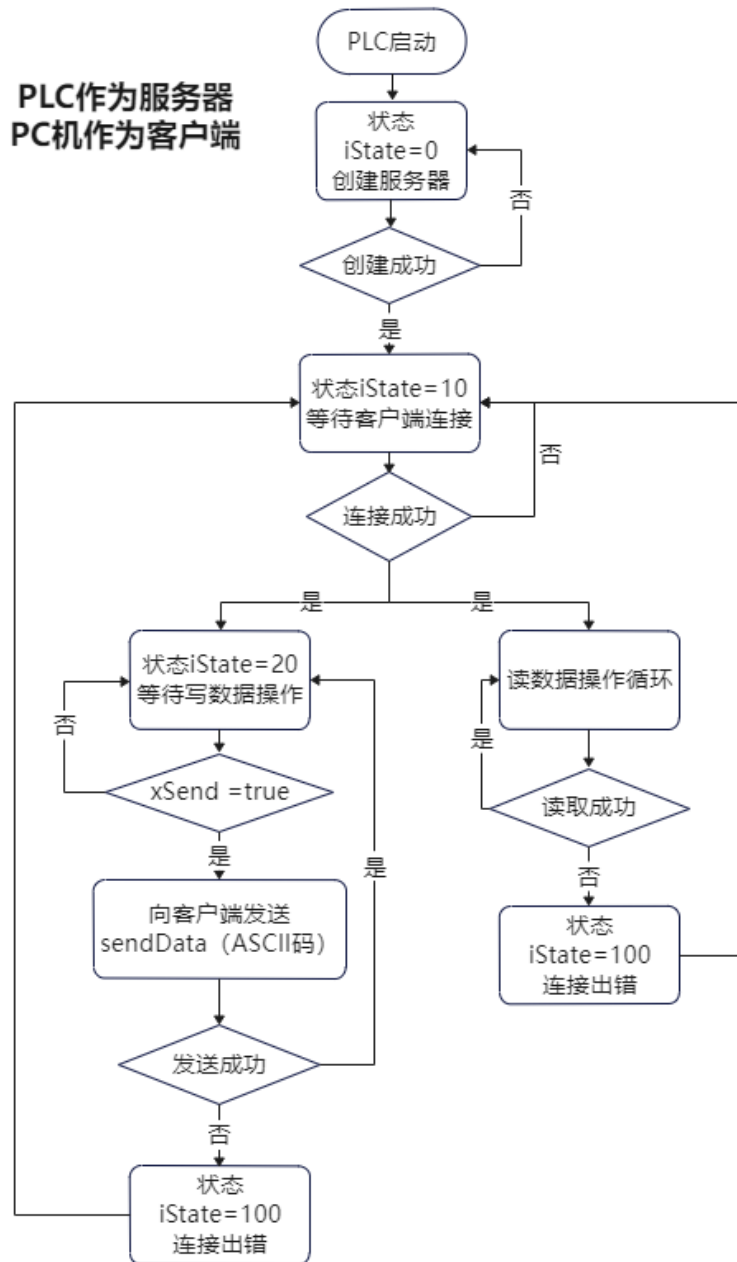 PLC启动
PLC作为服务器
PC机作为客户端
状态
iState=0
创建服务器
否
创建成功
是
状态iState=10
等待客户端连接
否
连接成功
是
是
状态iState=20
等待写数据操作
读数据操作循环
否
是
xSend =true
读取成功
是
是
否
向客户端发送
sendData（ASCII码）
状态
iState=100
连接出错
发送成功
否
状态
iState=100
连接出错